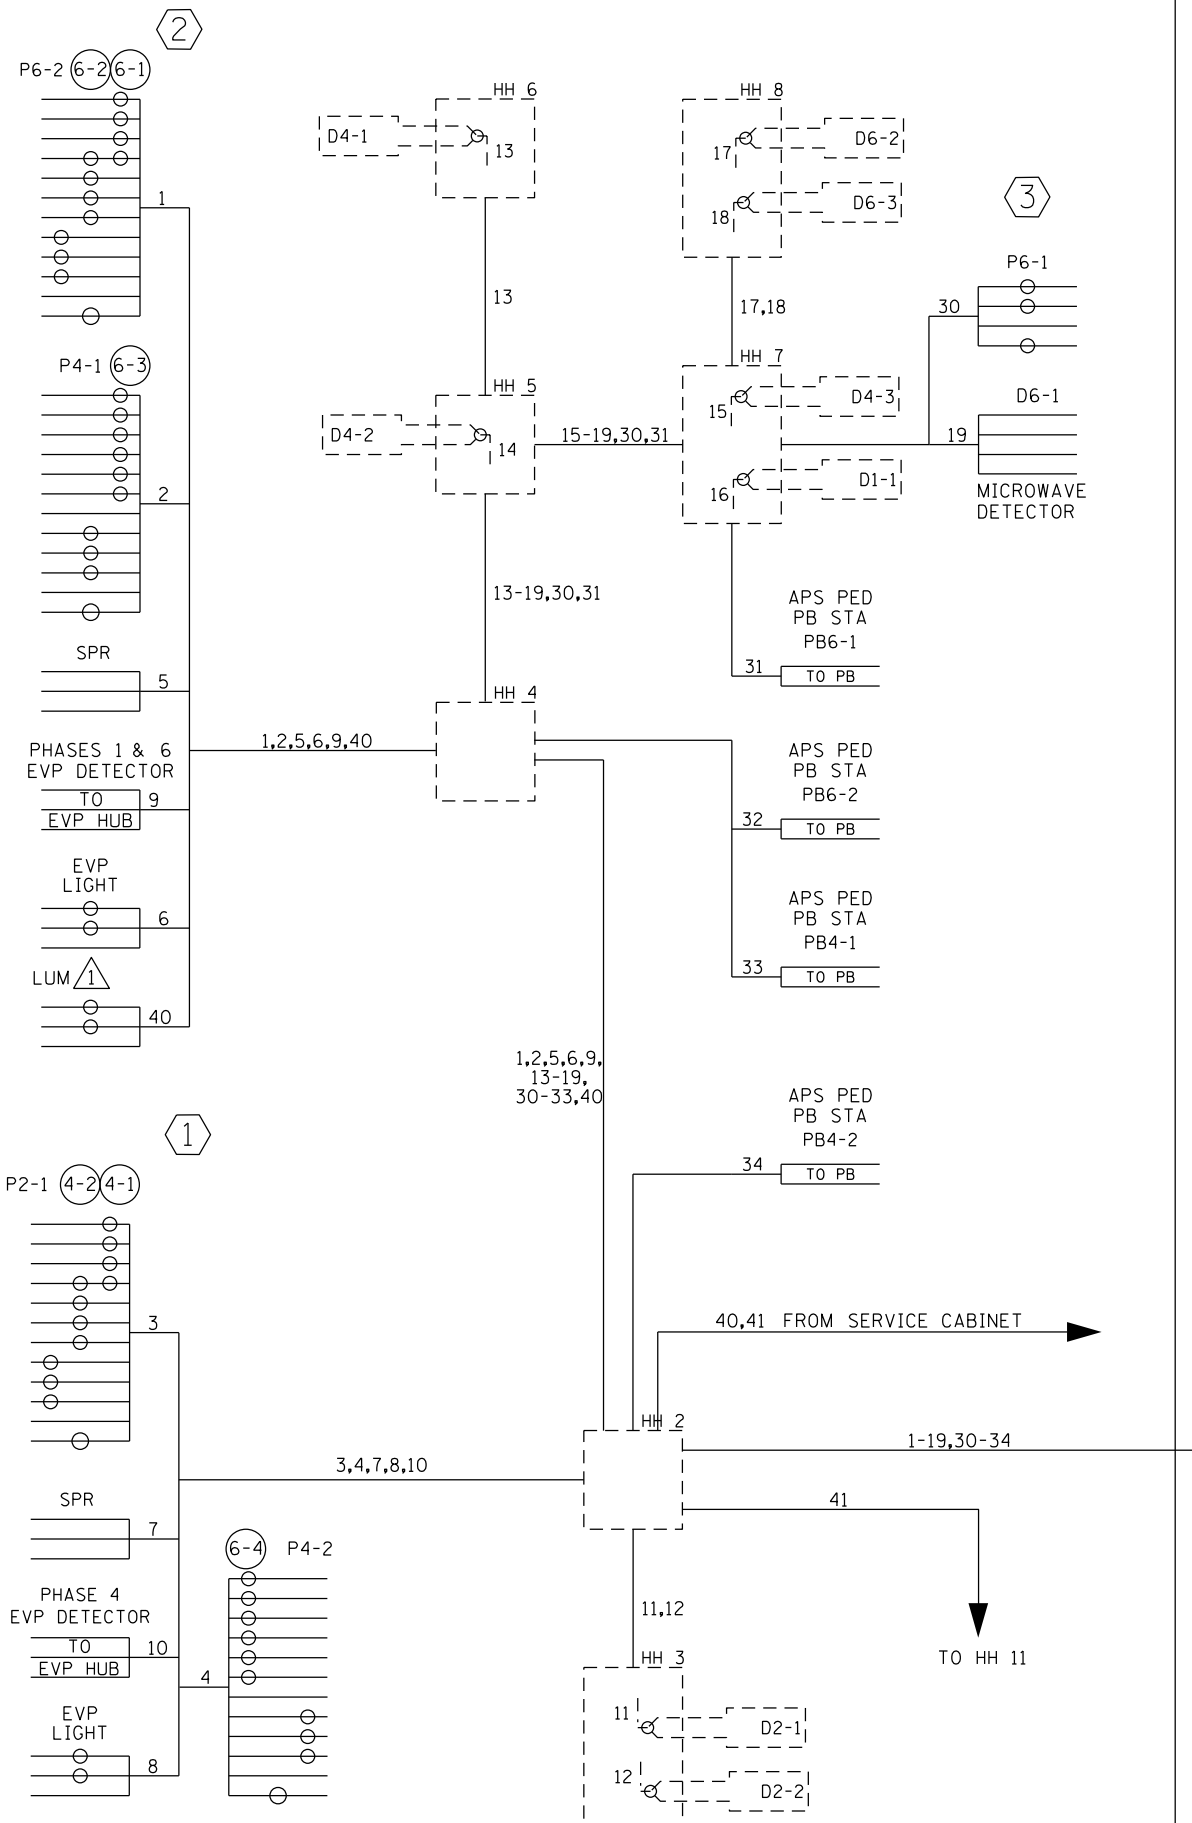 2
P6-2 6-2 6-1
1
P4-1 6-3
2
SPR
5
PHASES 1 & 6
EVP DETECTOR
TO
EVP HUB
9
EVP
LIGHT
6
LUM 1
40
1,2,5,6,9,40
HH 6
D4-1
13
13
HH 5
D4-2
14
15-19,30,31
13-19,30,31
HH 4
HH 8
17
D6-2
18
D6-3
17,18
HH 7
15
D4-3
16
D1-1
3
P6-1
30
D6-1
19
MICROWAVE
DETECTOR
APS PED
PB STA
PB6-1
31
TO PB
APS PED
PB STA
PB6-2
32
TO PB
APS PED
PB STA
PB4-1
33
TO PB
1,2,5,6,9,
13-19,
30-33,40
APS PED
PB STA
PB4-2
34
TO PB
1
P2-1 4-2 4-1
3
SPR
7
PHASE 4
EVP DETECTOR
TO
EVP HUB
10
EVP
LIGHT
8
6-4 P4-2
4
3,4,7,8,10
40,41 FROM SERVICE CABINET
HH 2
1-19,30-34
41
TO HH 11
11,12
HH 3
11
D2-1
12
D2-2